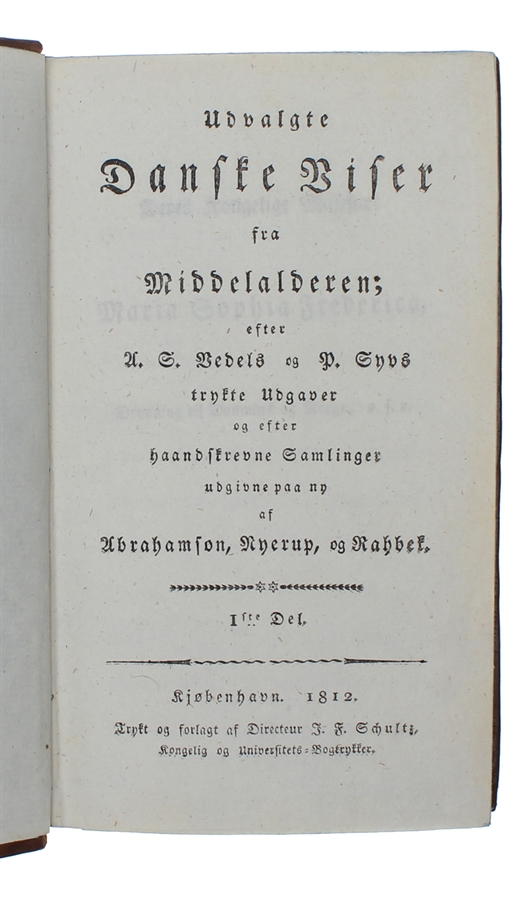 Udvalgte
Danske Viser
fra
Middelalderen;
efter
A. S. Vedels og P. Syvs
trykte Udgaver
og efter
haandskrevne Samlinger
udgivne paa ny
af
Abrahamson, Nyerup, og Rahbek.
1ste Del.
Kjøbenhavn. 1812.
Trykt og forlagt af Directeur J. F. Schultz,
Kongelig og Universitets-Bogtrykker.